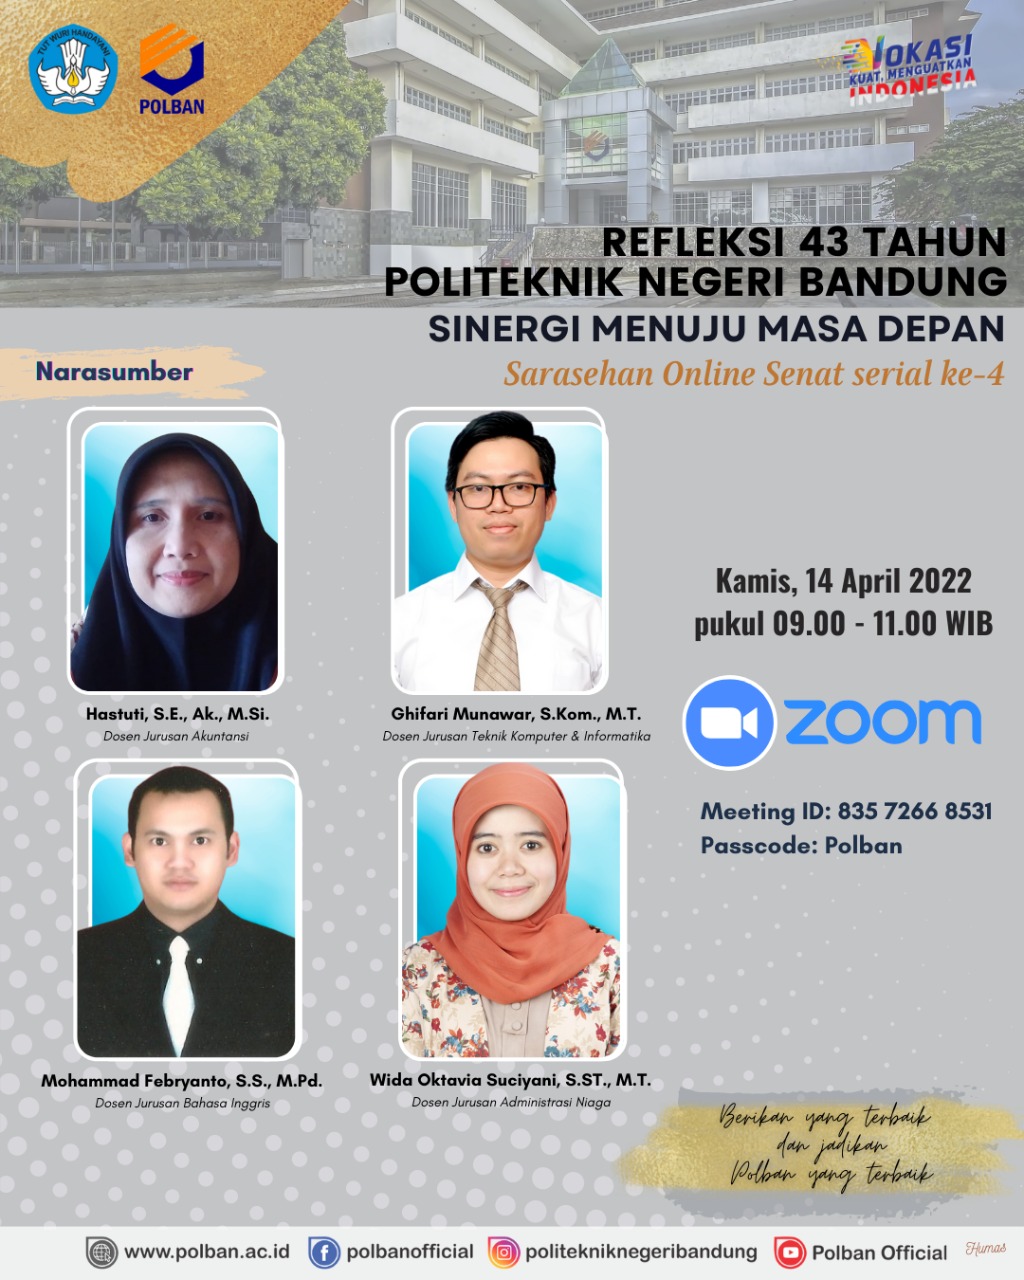 TUT WURI HANDAYANI
POLBAN
VOKASI
KUAT, MENGUATKAN
INDONESIA
REFLEKSI 43 TAHUN
POLITEKNIK NEGERI BANDUNG
SINERGI MENUJU MASA DEPAN
Sarasehan Online Senat serial ke-4
Narasumber
Hastuti, S.E., Ak., M.Si.
Dosen Jurusan Akuntansi
Ghifari Munawar, S.Kom., M.T.
Dosen Jurusan Teknik Komputer & Informatika
Mohammad Febryanto, S.S., M.Pd.
Dosen Jurusan Bahasa Inggris
Wida Oktavia Suciyani, S.ST., M.T.
Dosen Jurusan Administrasi Niaga
Kamis, 14 April 2022
pukul 09.00 - 11.00 WIB
zoom
Meeting ID: 835 7266 8531
Passcode: Polban
Berikan yang terbaik
dan jadikan
Polban yang terbaik
www.polban.ac.id
polbanofficial
politekniknegeribandung
Polban Official
Humas